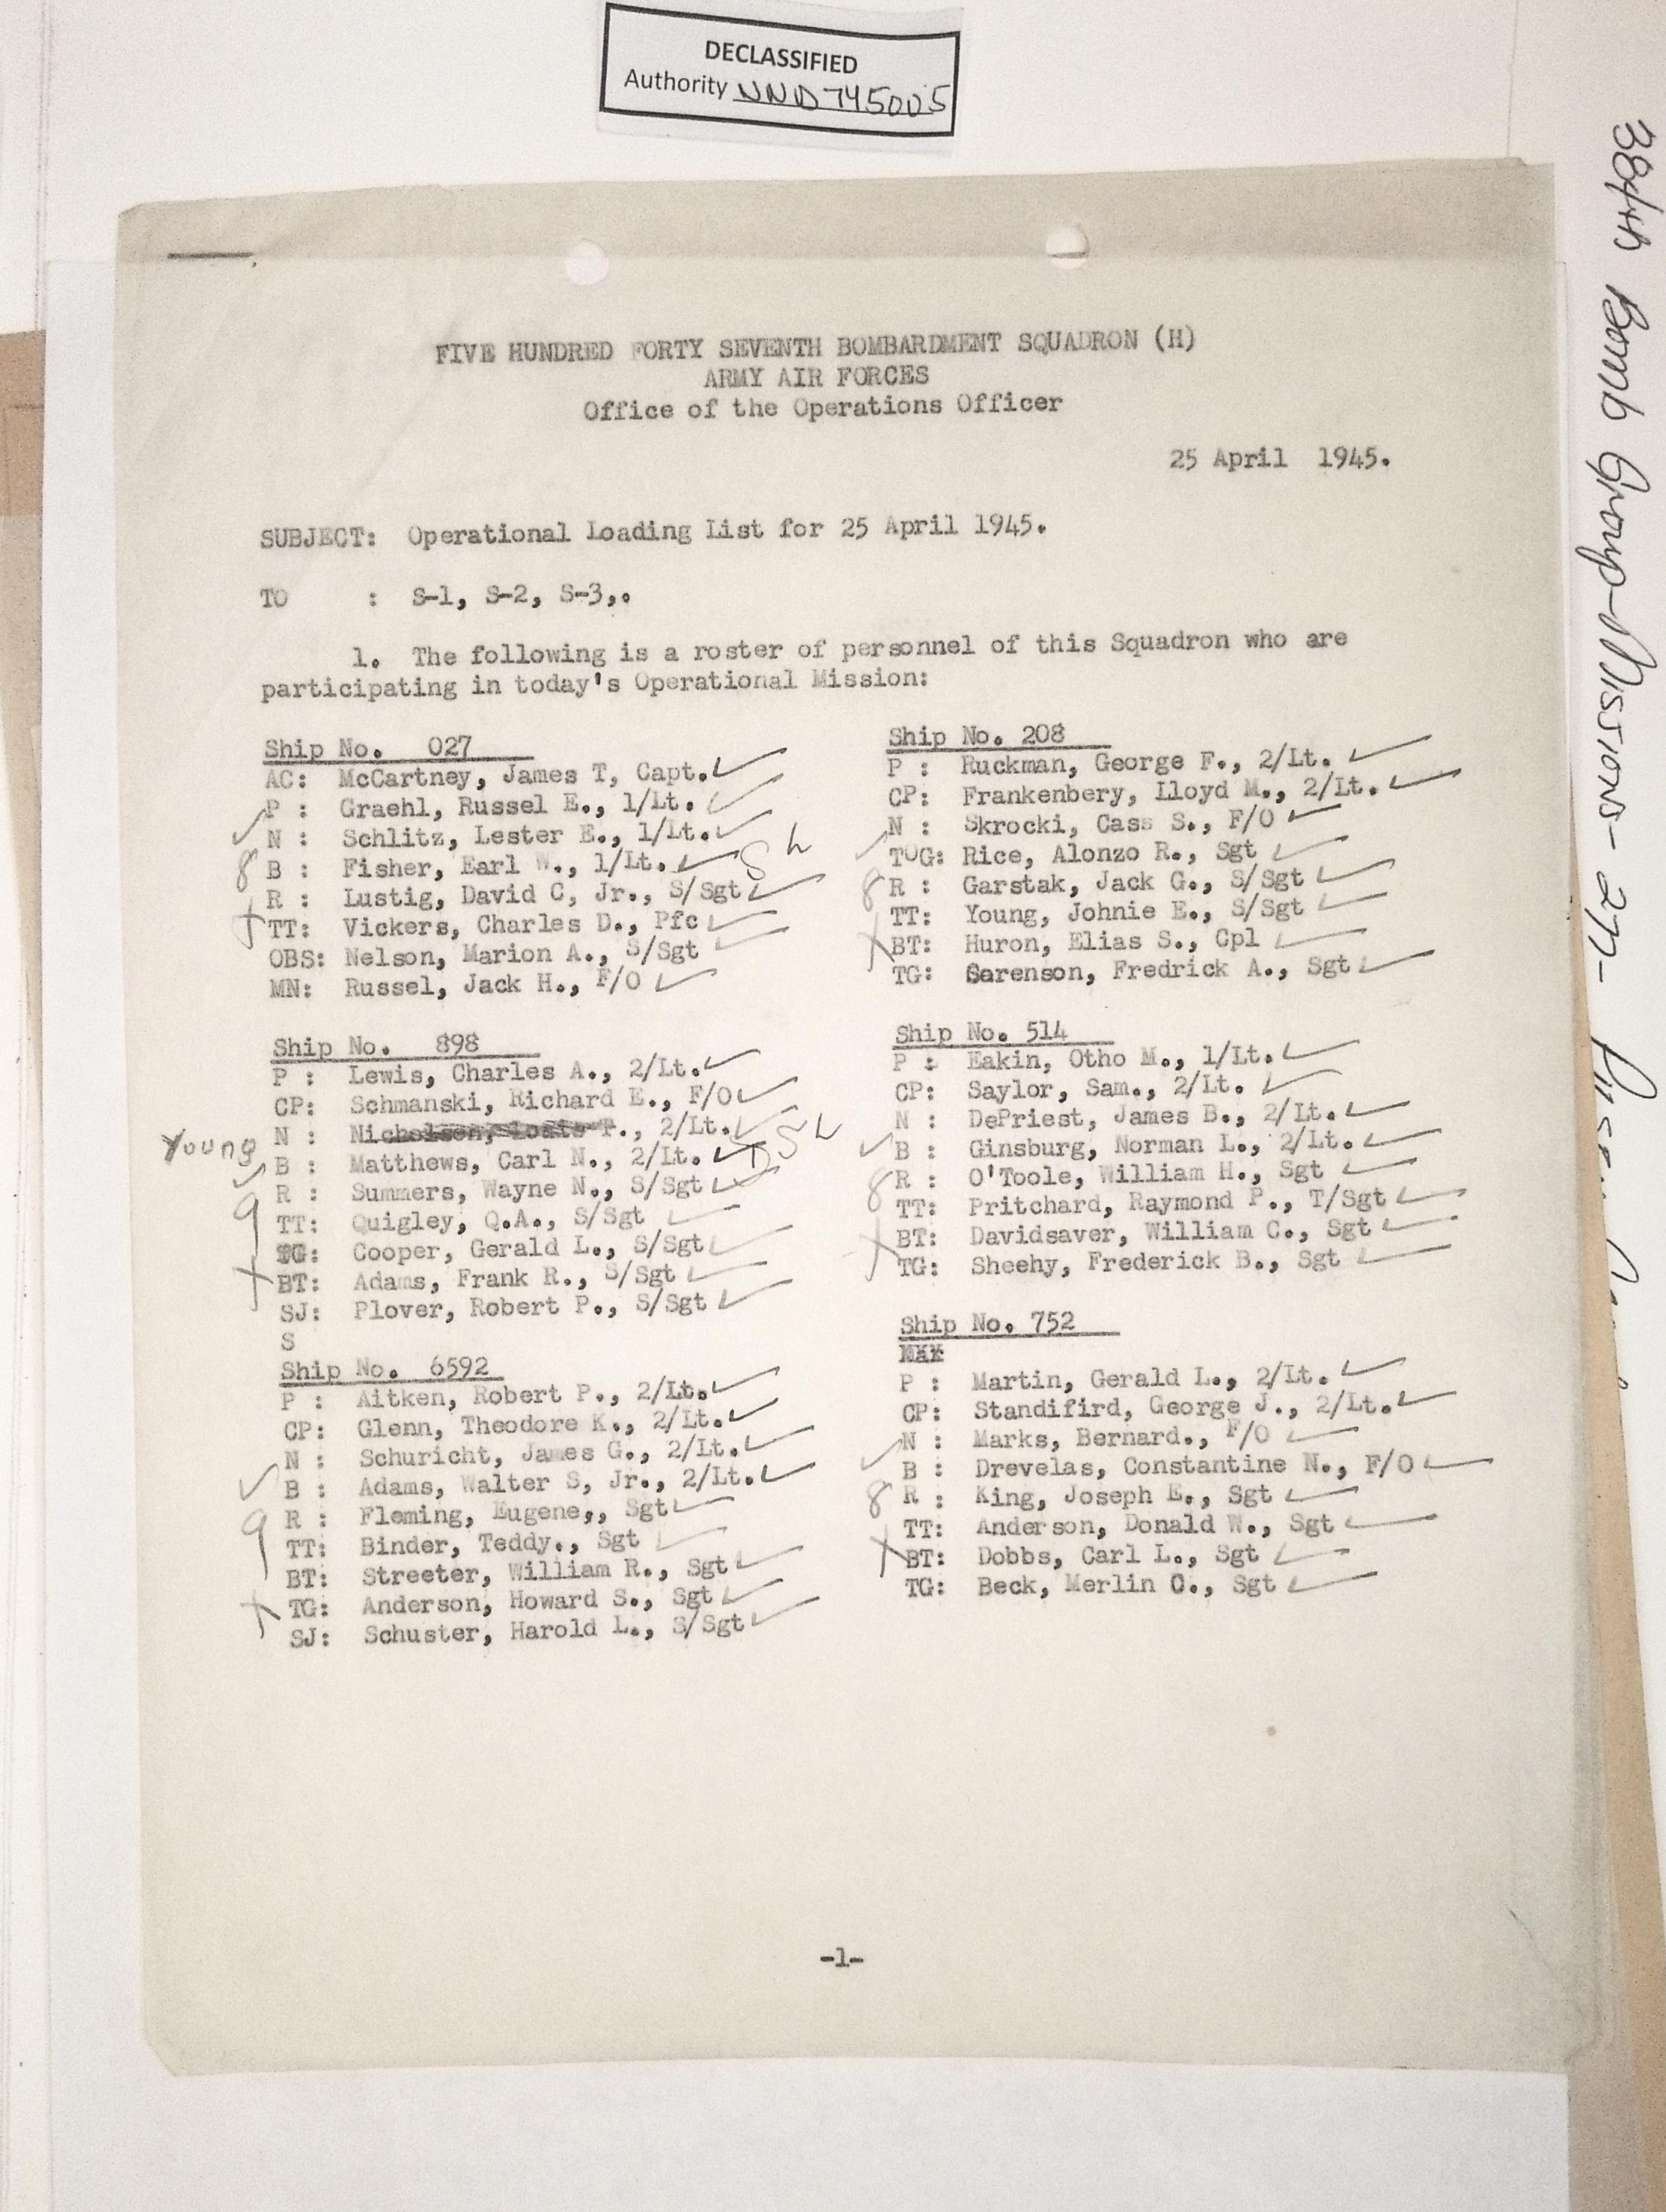 DECLASSIFIED
Authority NND745005
384th Bomb Group-Missions-277-
FIVE HUNDRED FORTY SEVENTH BOMBARDMENT SQUADRON (H)
ARMY AIR FORCES
Office of the Operations Officer
25 April 1945.
SUBJECT: Operational Loading List for 25 April 1945.
TO : S-1, S-2, S-3,.
1. The following is a roster of personnel of this Squadron who are
participating in today's Operational Mission:
Ship No. 027
AC: McCartney, James T, Capt.✓
✓P : Graehl, Russel E., 1/Lt.✓
N : Schlitz, Lester E., 1/Lt.✓
8 B : Fisher, Earl W., 1/Lt.✓
R : Lustig, David C, Jr., S/Sgt✓
+ TT: Vickers, Charles D., Pfc✓
OBS: Nelson, Marion A., S/Sgt✓
MN: Russel, Jack H., F/O✓
Ship No. 898
P : Lewis, Charles A., 2/Lt.✓
CP: Schmanski, Richard E., F/O✓
Young N : Nicholson, Louis T., 2/Lt.✓
✓B : Matthews, Carl N., 2/Lt.✓
R : Summers, Wayne N., S/Sgt✓
9 TT: Quigley, Q.A., S/Sgt✓
TG: Cooper, Gerald L., S/Sgt✓
+ BT: Adams, Frank R., S/Sgt✓
SJ: Plover, Robert P., S/Sgt✓
S
Ship No. 6592
P : Aitken, Robert P., 2/Lt.✓
CP: Glenn, Theodore K., 2/Lt.✓
N : Schuricht, James G., 2/Lt.✓
✓ B : Adams, Walter S, Jr., 2/Lt.✓
R : Fleming, Eugene,, Sgt✓
9 TT: Binder, Teddy., Sgt✓
BT: Streeter, William R., Sgt✓
+ TG: Anderson, Howard S., Sgt✓
SJ: Schuster, Harold L., S/Sgt✓
Ship No. 208
P : Ruckman, George F., 2/Lt.✓
CP: Frankenbery, Lloyd M., 2/Lt.✓
N : Skrocki, Cass S., F/O✓
✓TOG: Rice, Alonzo R., Sgt✓
8 R : Garstak, Jack G., S/Sgt✓
TT: Young, Johnie E., S/Sgt✓
+ BT: Huron, Elias S., Cpl✓
TG: Sarenson, Fredrick A., Sgt✓
Ship No. 514
P : Eakin, Otho M., 1/Lt.✓
CP: Saylor, Sam., 2/Lt.✓
N : DePriest, James B., 2/Lt.✓
✓ B : Ginsburg, Norman L., 2/Lt.✓
8 R : O'Toole, William H., Sgt✓
TT: Pritchard, Raymond P., T/Sgt✓
+ BT: Davidsaver, William C., Sgt✓
TG: Sheehy, Frederick B., Sgt✓
Ship No. 752
P : Martin, Gerald L., 2/Lt.✓
CP: Standifird, George J., 2/Lt.✓
✓N : Marks, Bernard., F/O✓
B : Drevelas, Constantine N., F/O✓
8 R : King, Joseph E., Sgt✓
TT: Anderson, Donald W., Sgt✓
+ BT: Dobbs, Carl L., Sgt✓
TG: Beck, Merlin C., Sgt✓
-1-